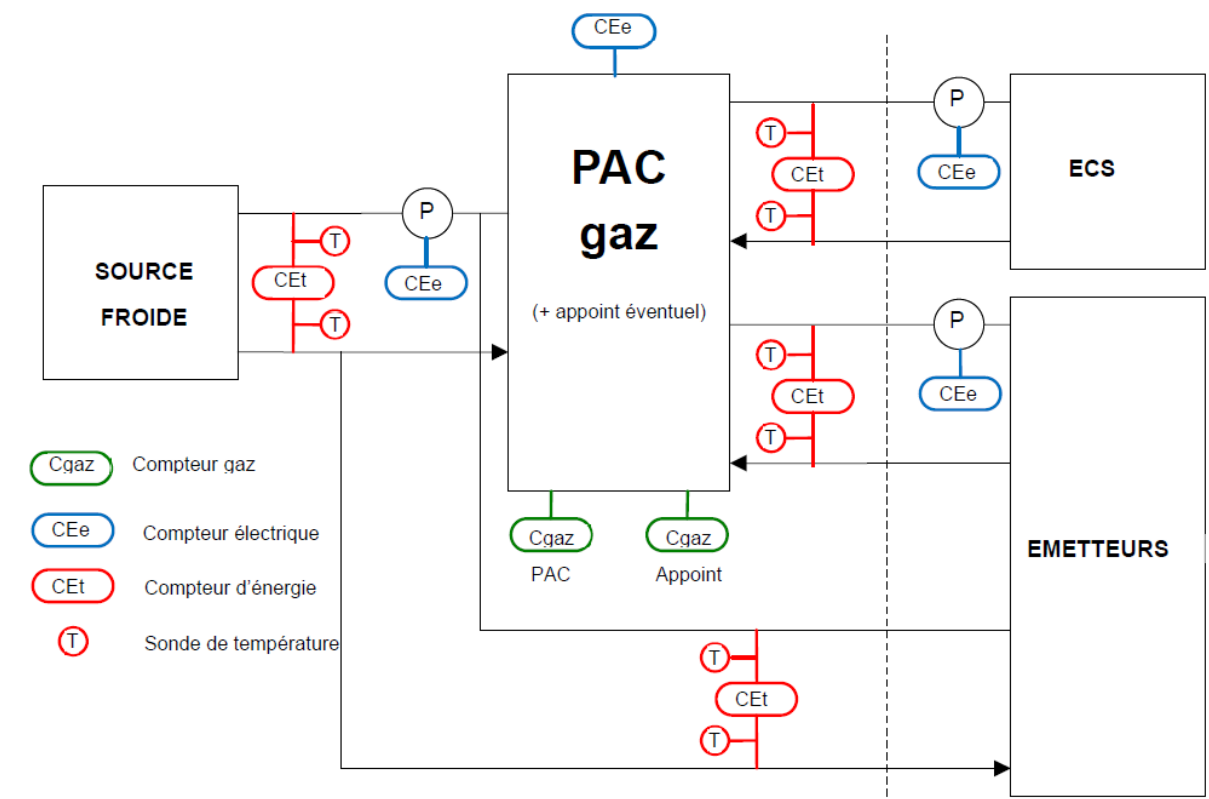 CEe
P
P
T
PAC
gaz
CEt
CEe
ECS
T
P
T
SOURCE
FROIDE
CEt
CEe
(+ appoint éventuel)
T
P
T
CEt
CEe
T
Cgaz
Compteur gaz
CEe
Compteur électrique
Cgaz
Cgaz
EMETTEURS
PAC
Appoint
CEt
Compteur d'énergie
T
Sonde de température
T
CEt
T